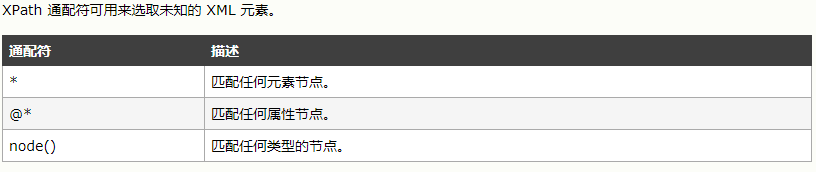 XPath 通配符可用来选取未知的 XML 元素。
通配符 描述
* 匹配任何元素节点。
@* 匹配任何属性节点。
node() 匹配任何类型的节点。